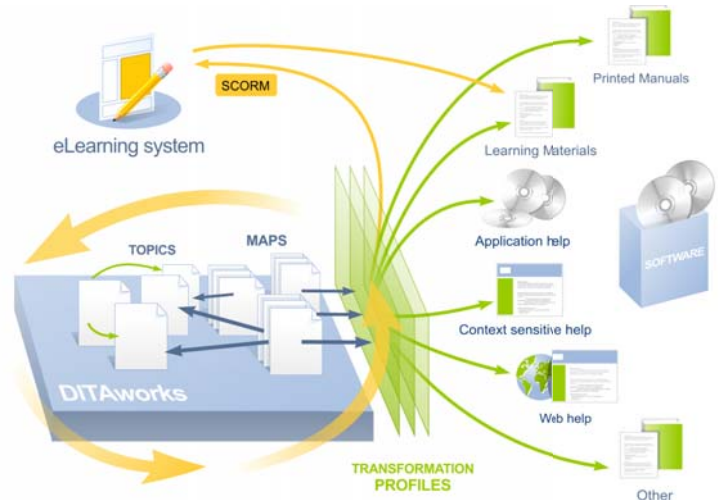 SCORM
eLearning system
Printed Manuals
Learning Materials
Application help
SOFTWARE
TOPICS
MAPS
Context sensitive help
DITAworks
Web help
TRANSFORMATION
PROFILES
Other